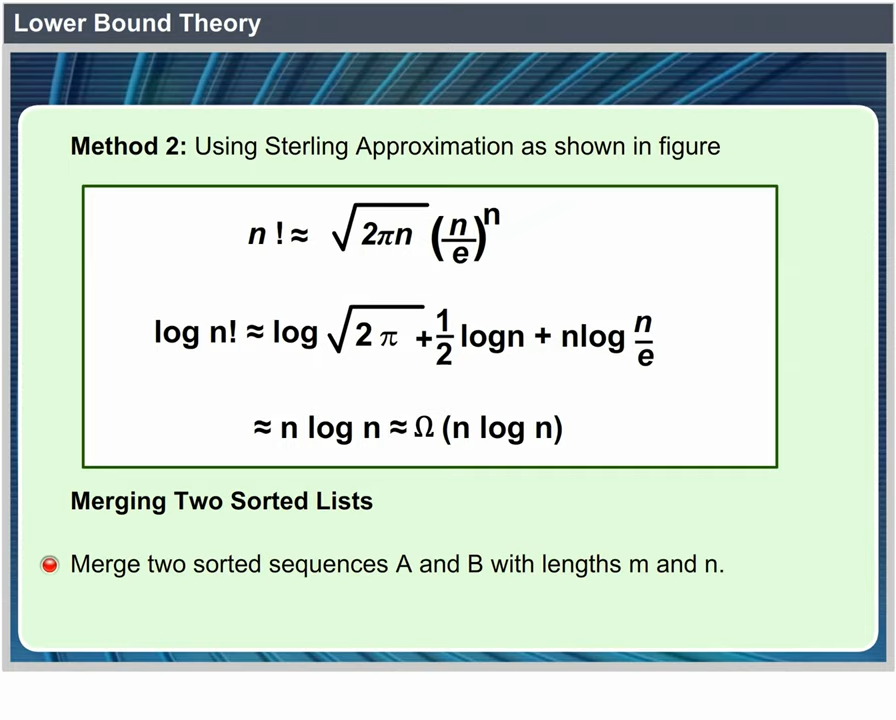 Lower Bound Theory
Method 2: Using Sterling Approximation as shown in figure
n ! ≈ √2πn (n/e)^n
log n! ≈ log √2 π + 1/2 logn + nlog n/e
≈ n log n ≈ Ω (n log n)
Merging Two Sorted Lists
Merge two sorted sequences A and B with lengths m and n.